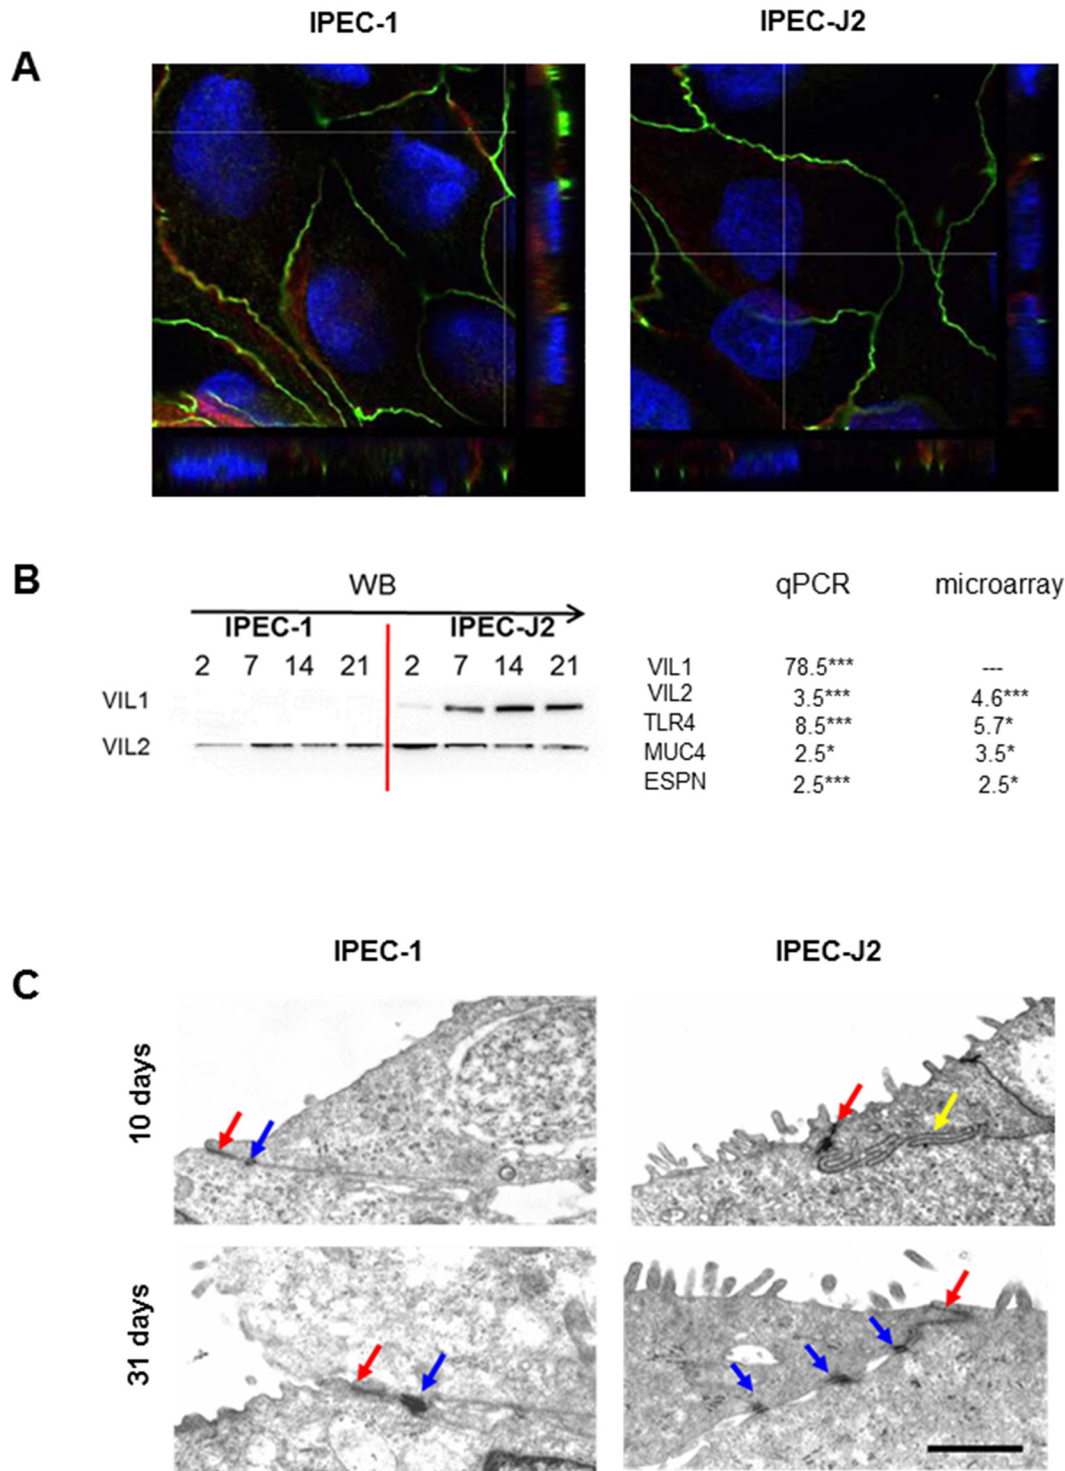 IPEC-1 IPEC-J2
A
B
WB
IPEC-1 IPEC-J2
2 7 14 21 2 7 14 21
VIL1
VIL2
qPCR microarray
VIL1 78.5*** ---
VIL2 3.5*** 4.6***
TLR4 8.5*** 5.7*
MUC4 2.5* 3.5*
ESPN 2.5*** 2.5*
IPEC-1 IPEC-J2
C
10 days
31 days